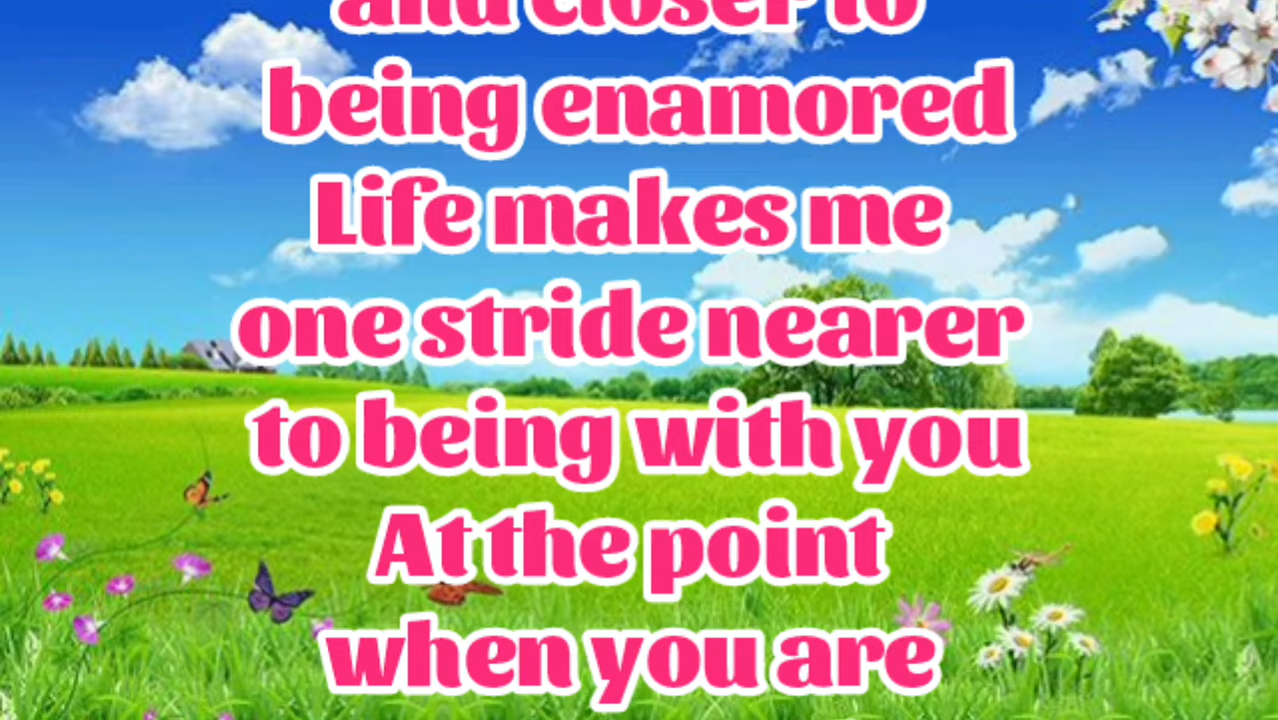 and closer to
being enamored
Life makes me
one stride nearer
to being with you
At the point
when you are